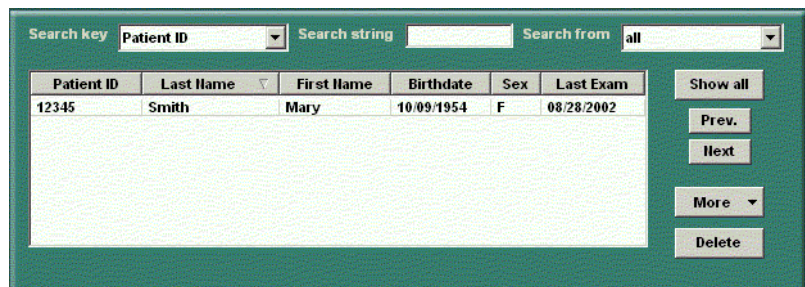 Search key Patient ID Search string Search from all
Patient ID Last Name First Name Birthdate Sex Last Exam Show all
12345 Smith Mary 10/09/1954 F 08/28/2002
Prev.
Next
More
Delete